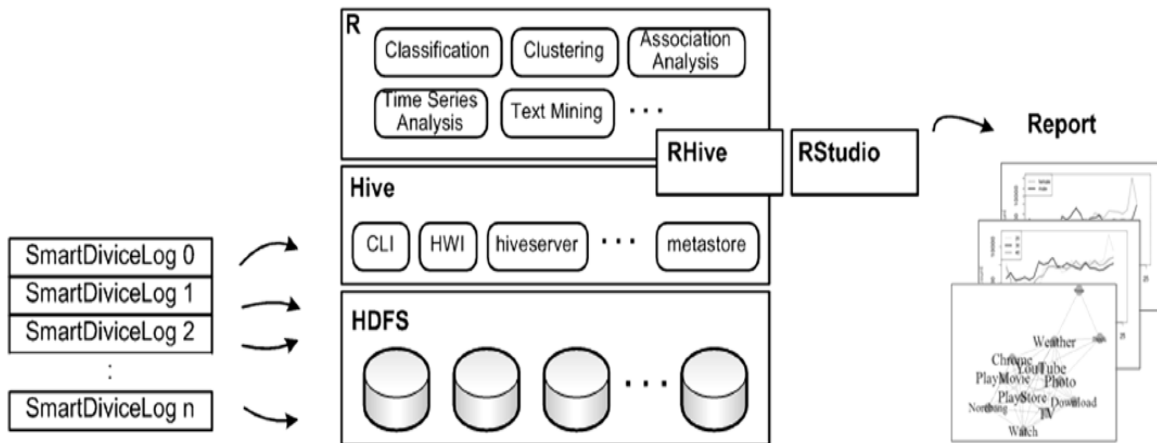 SmartDiviceLog 0
SmartDiviceLog 1
SmartDiviceLog 2
:
SmartDiviceLog n
R
Classification
Clustering
Association
Analysis
Time Series
Analysis
Text Mining
...
RHive
RStudio
Hive
CLI
HWI
hiveserver
...
metastore
HDFS
...
Report
Weather
Chrome
YouTube
PlayMovie
Photo
PlayStore
Download
TV
Watch